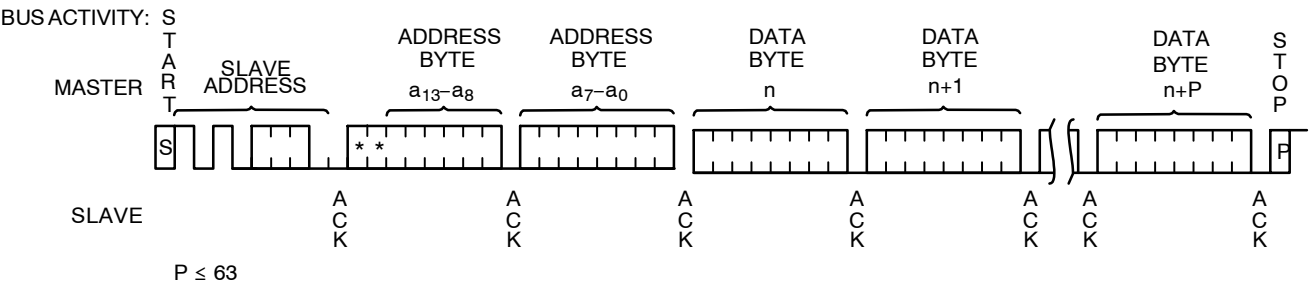 BUS ACTIVITY:
START
MASTER
SLAVE
ADDRESS
ADDRESS
BYTE
a13–a8
ADDRESS
BYTE
a7–a0
DATA
BYTE
n
DATA
BYTE
n+1
DATA
BYTE
n+P
STOP
S
* *
P
SLAVE
ACK
ACK
ACK
ACK
ACK
ACK
ACK
P ≤ 63